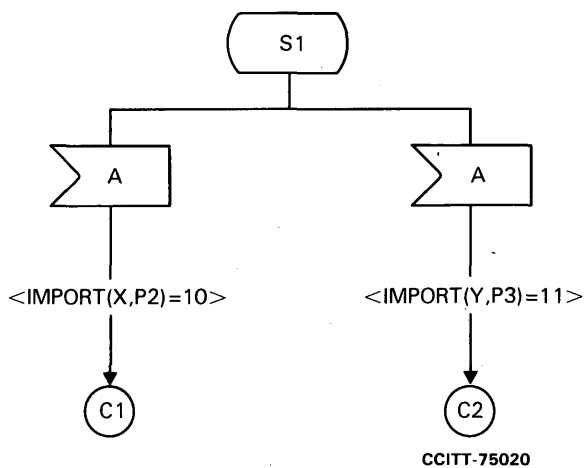 S1
A
A
<IMPORT(X,P2)=10>
<IMPORT(Y,P3)=11>
C1
C2
CCITT-75020